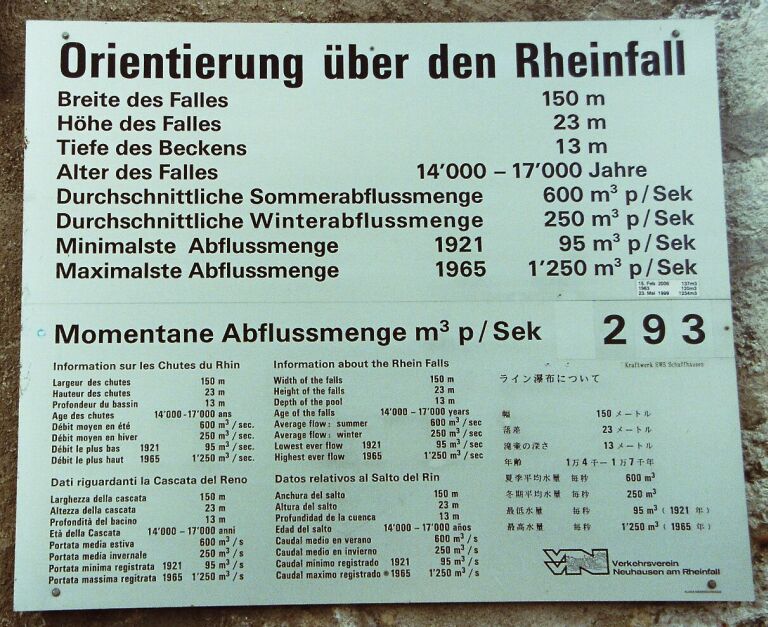 Orientierung über den Rheinfall
Breite des Falles 150 m
Höhe des Falles 23 m
Tiefe des Beckens 13 m
Alter des Falles 14'000 – 17'000 Jahre
Durchschnittliche Sommerabflussmenge 600 m³ p/Sek
Durchschnittliche Winterabflussmenge 250 m³ p/Sek
Minimalste Abflussmenge 1921 95 m³ p/Sek
Maximalste Abflussmenge 1965 1'250 m³ p/Sek
15. Feb 2006 137m3
1963 120m3
23. Mai 1999 1234m3
Momentane Abflussmenge m³ p/Sek 293
Kraftwerk EWS Schaffhausen
Information sur les Chutes du Rhin
Largeur des chutes 150 m
Hauteur des chutes 23 m
Profondeur du bassin 13 m
Age des chutes 14'000-17'000 ans
Débit moyen en été 600 m³/sec.
Débit moyen en hiver 250 m³/sec.
Débit le plus bas 1921 95 m³/sec.
Débit le plus haut 1965 1'250 m³/sec.
Information about the Rhein Falls
Width of the falls 150 m
Height of the falls 23 m
Depth of the pool 13 m
Age of the falls 14'000 – 17'000 years
Average flow: summer 600 m³/sec.
Average flow: winter 250 m³/sec.
Lowest ever flow 1921 95 m³/sec.
Highest ever flow 1965 1'250 m³/sec.
ライン瀑布について
幅 150 メートル
落差 23 メートル
滝壷の深さ 13 メートル
年齢 1万4千ー1万7千年
夏季平均水量 毎秒 600 m³
冬期平均水量 毎秒 250 m³
最低水量 毎秒 95 m³ (1921 年)
最高水量 毎秒 1'250 m³ (1965 年)
Dati riguardanti la Cascata del Reno
Larghezza della cascata 150 m
Altezza della cascata 23 m
Profondità del bacino 13 m
Età della Cascata 14'000 – 17'000 anni
Portata media estiva 600 m³/s
Portata media invernale 250 m³/s
Portata minima registrata 1921 95 m³/s
Portata massima regitrata 1965 1'250 m³/s
Datos relativos al Salto del Rin
Anchura del salto 150 m
Altura del salto 23 m
Profundidad de la cuenca 13 m
Edad del salto 14'000 – 17'000 años
Caudal medio en verano 600 m³/s
Caudal medio en invierno 250 m³/s
Caudal mínimo registrado 1921 95 m³/s
Caudal maximo registrado 1965 1'250 m³/s
VN Verkehrsverein
Neuhausen am Rheinfall